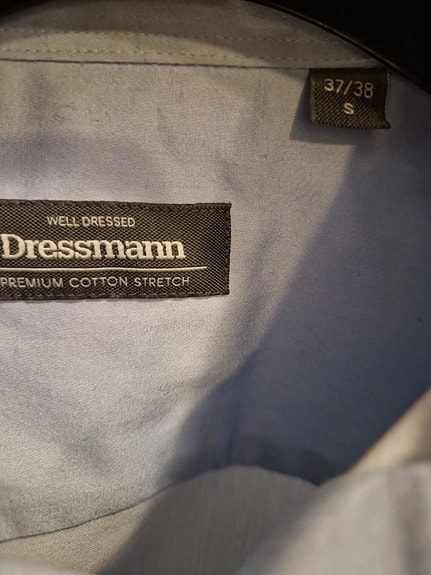 37/38
S
WELL DRESSED
Dressmann
PREMIUM COTTON STRETCH